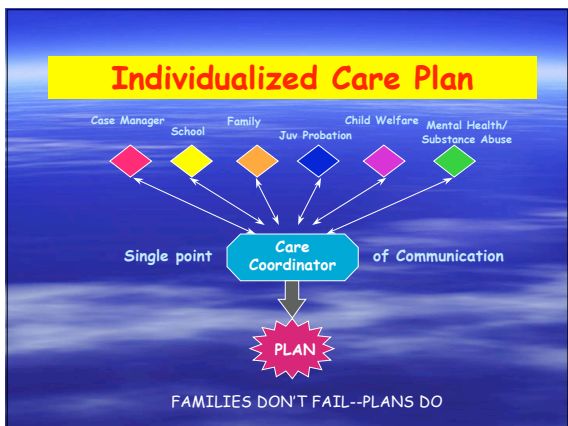 Individualized Care Plan
Case Manager
School
Family
Juv Probation
Child Welfare
Mental Health/
Substance Abuse
Single point
Care
Coordinator
of Communication
PLAN
FAMILIES DON'T FAIL--PLANS DO